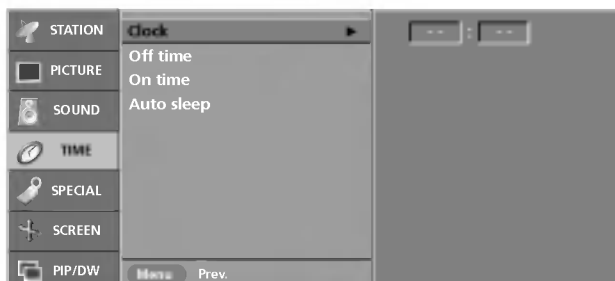 STATION
PICTURE
SOUND
TIME
SPECIAL
SCREEN
PIP/DW
Clock
Off time
On time
Auto sleep
Menu Prev.
-- : --